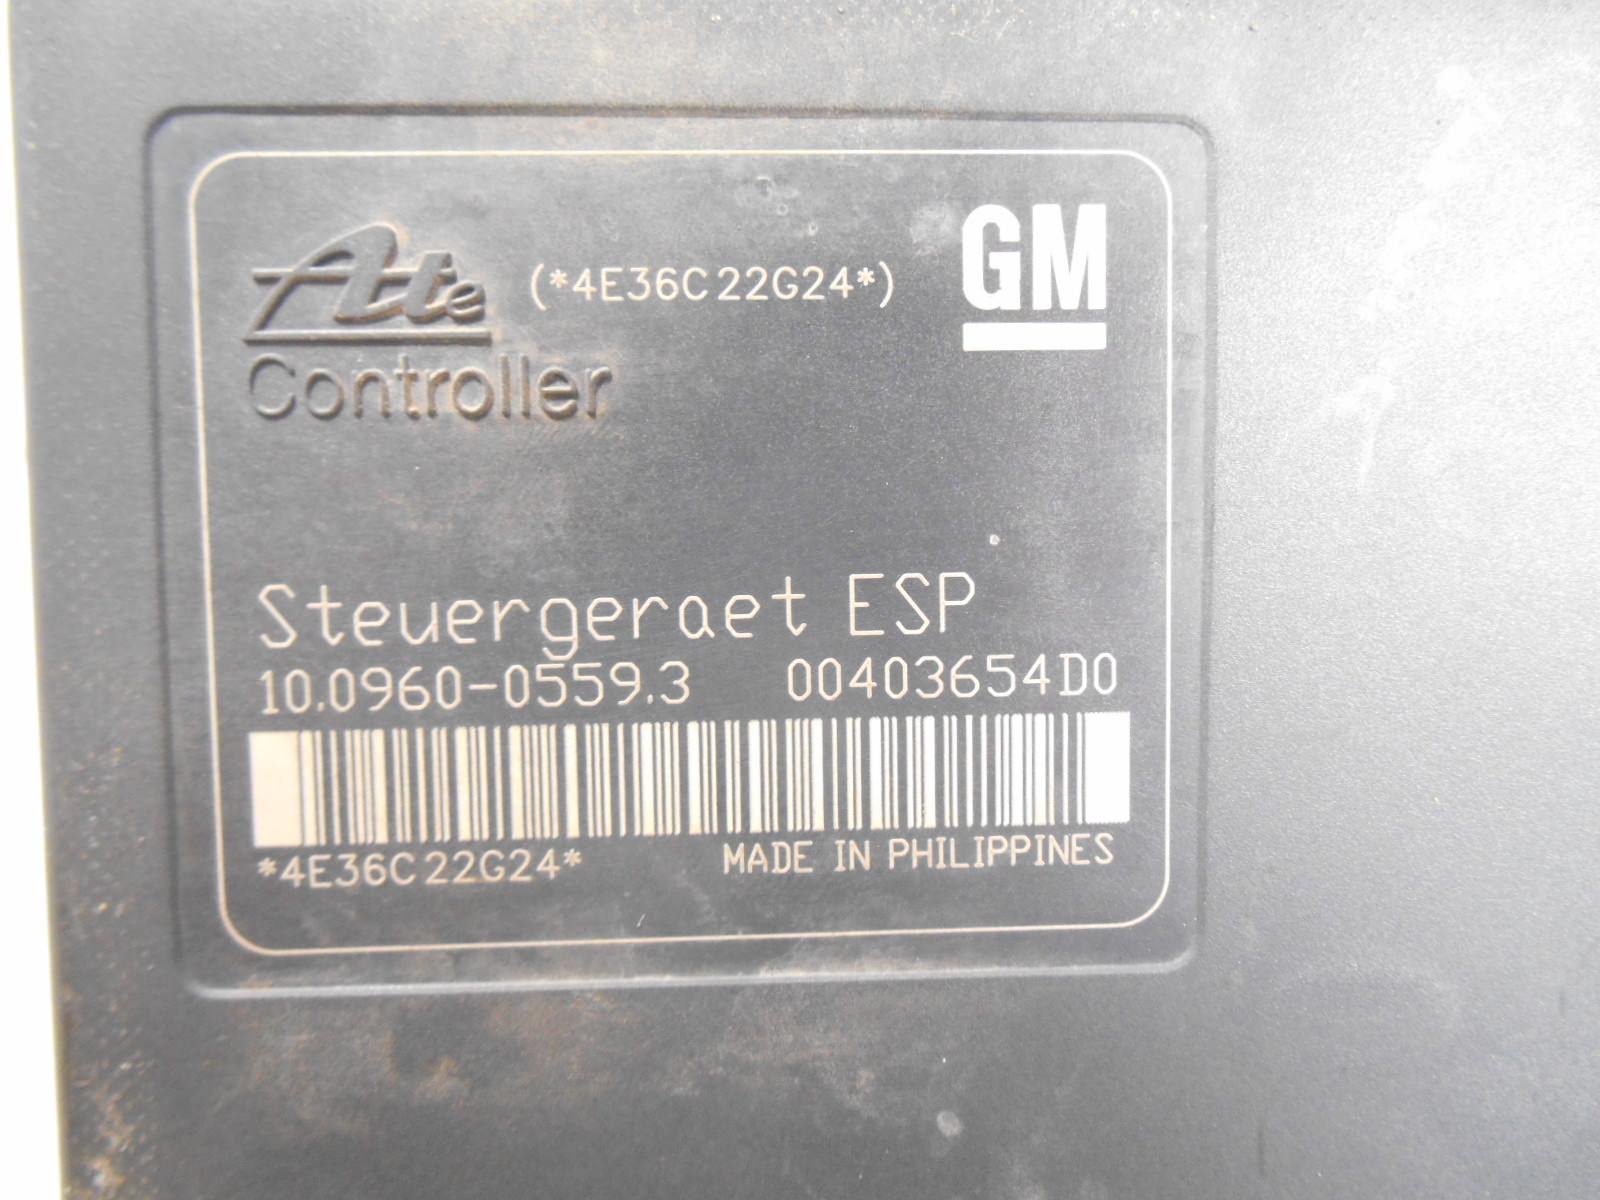 Ate (*4E36C22G24*) GM
Controller
Steuergeraet ESP
10.0960-0559.3 00403654D0
*4E36C22G24* MADE IN PHILIPPINES